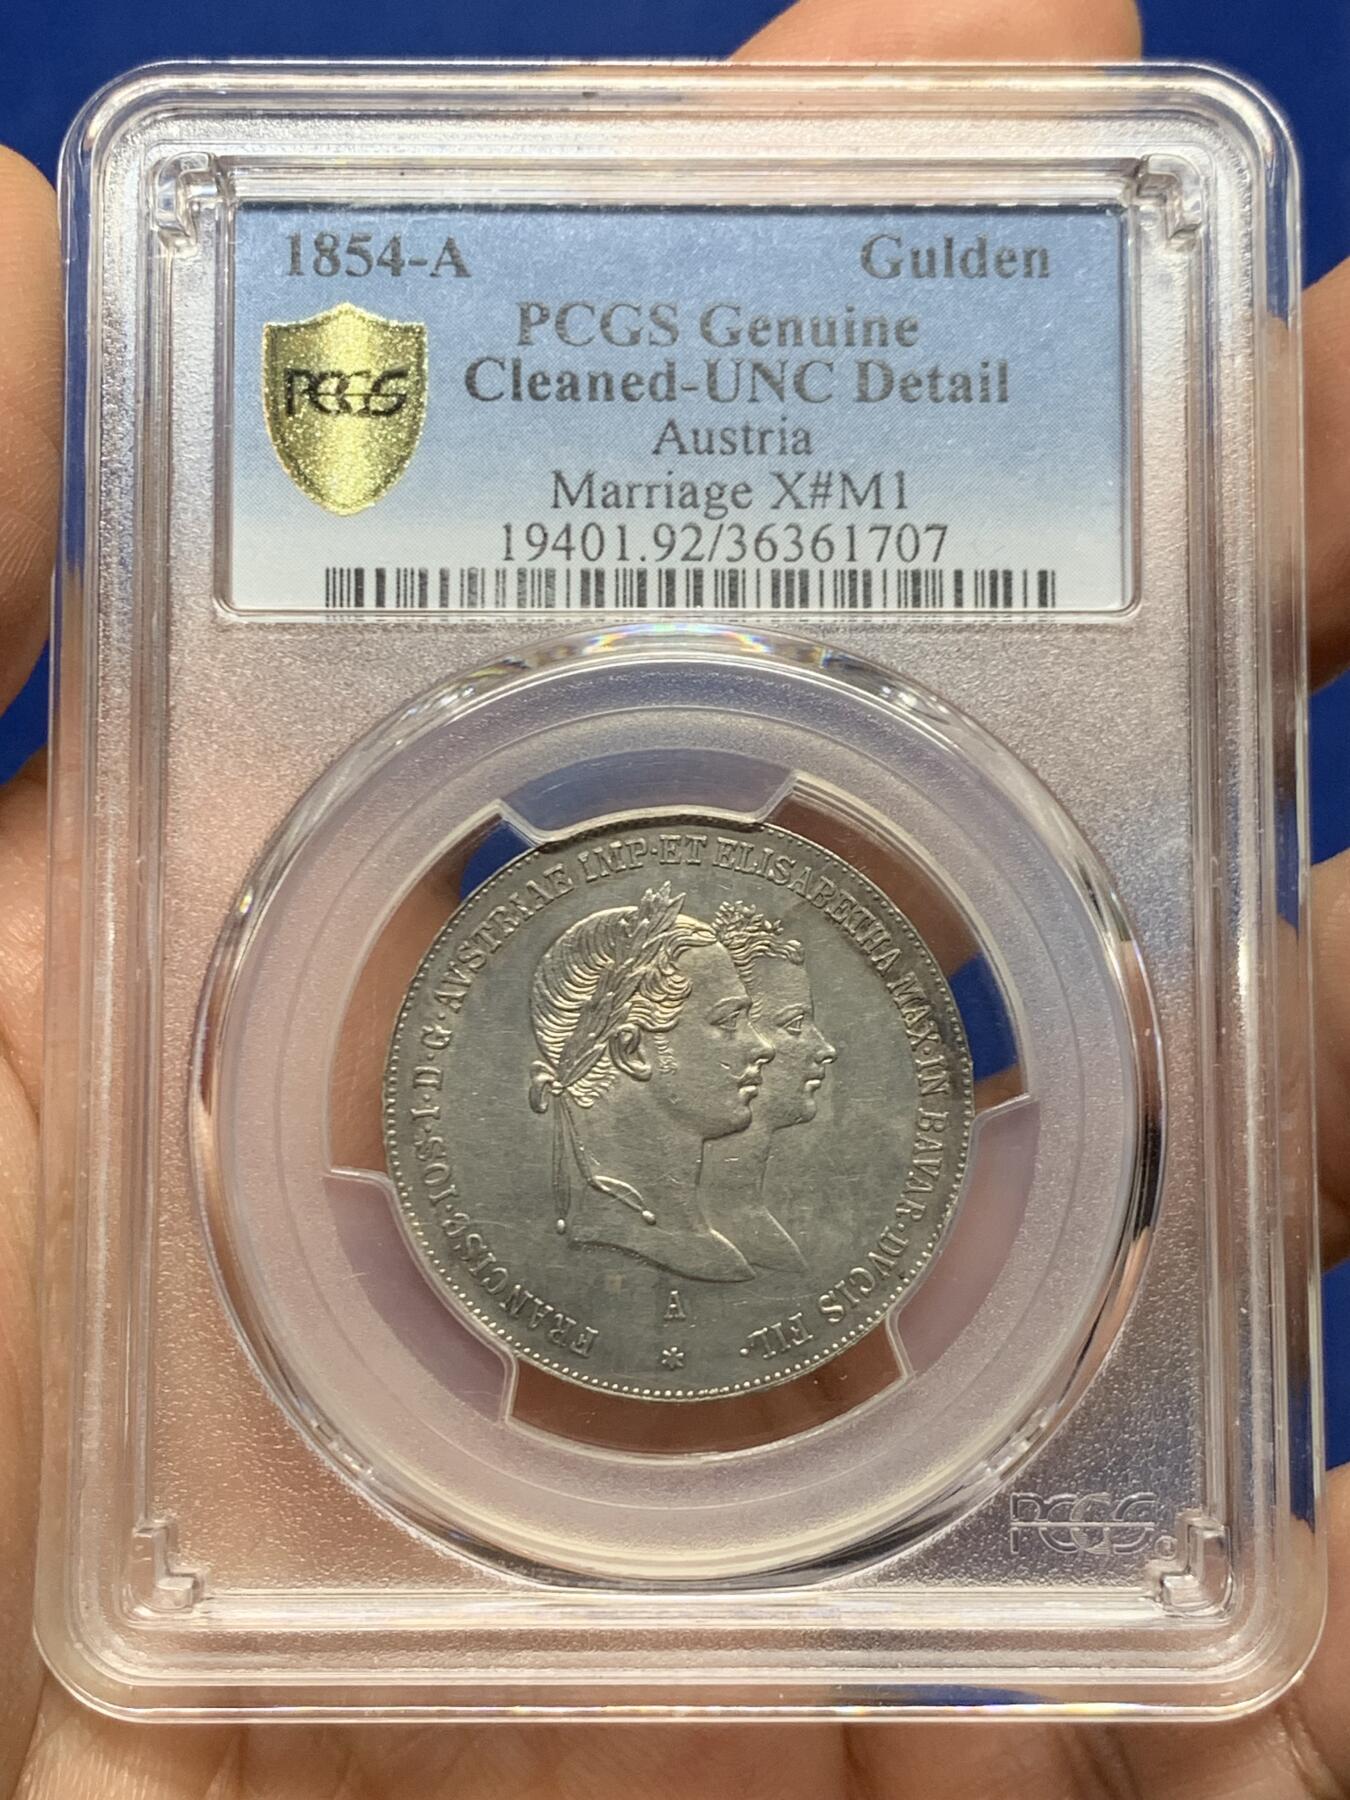 1854-A Gulden
PCGS Genuine
PCGS
Cleaned-UNC Detail
Austria
Marriage X#M1
19401.92/36361707
FRANCISC·IOS·I·D·G·AVSTRIAE IMP·ET ELISABETHA MAX·IN BAVAR·DVCIS FIL·
A
*
PCGS